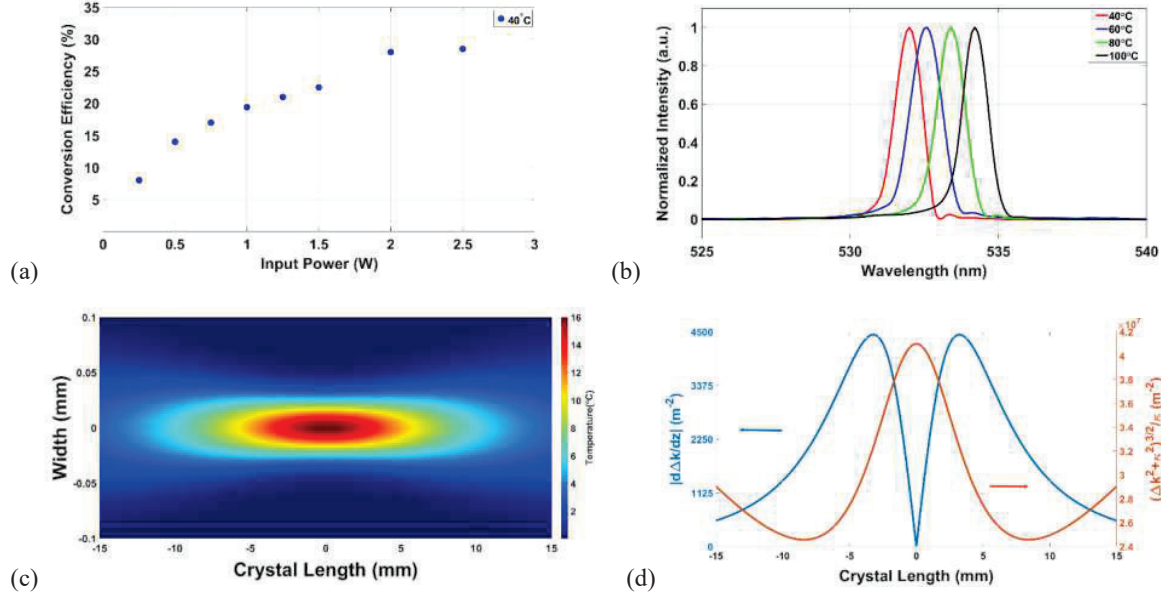 35
30
25
20
15
10
5
0 0.5 1 1.5 2 2.5 3
Conversion Efficiency (%)
Input Power (W)
40°C
(a)
1
0.8
0.6
0.4
0.2
0
525 530 535 540
Normalized Intensity (a.u.)
Wavelength (nm)
40°C
60°C
80°C
100°C
(b)
0.1
0.05
0
-0.05
-0.1
-15 -10 -5 0 5 10 15
Width (mm)
Crystal Length (mm)
16
14
12
10
8
6
4
2
Temperature(°C)
(c)
4500
3375
2250
1125
0
|dΔk/dz| (m⁻²)
-15 -10 -5 0 5 10 15
Crystal Length (mm)
×10⁷
4.2
4
3.8
3.6
3.4
3.2
3
2.8
2.6
2.4
(d)